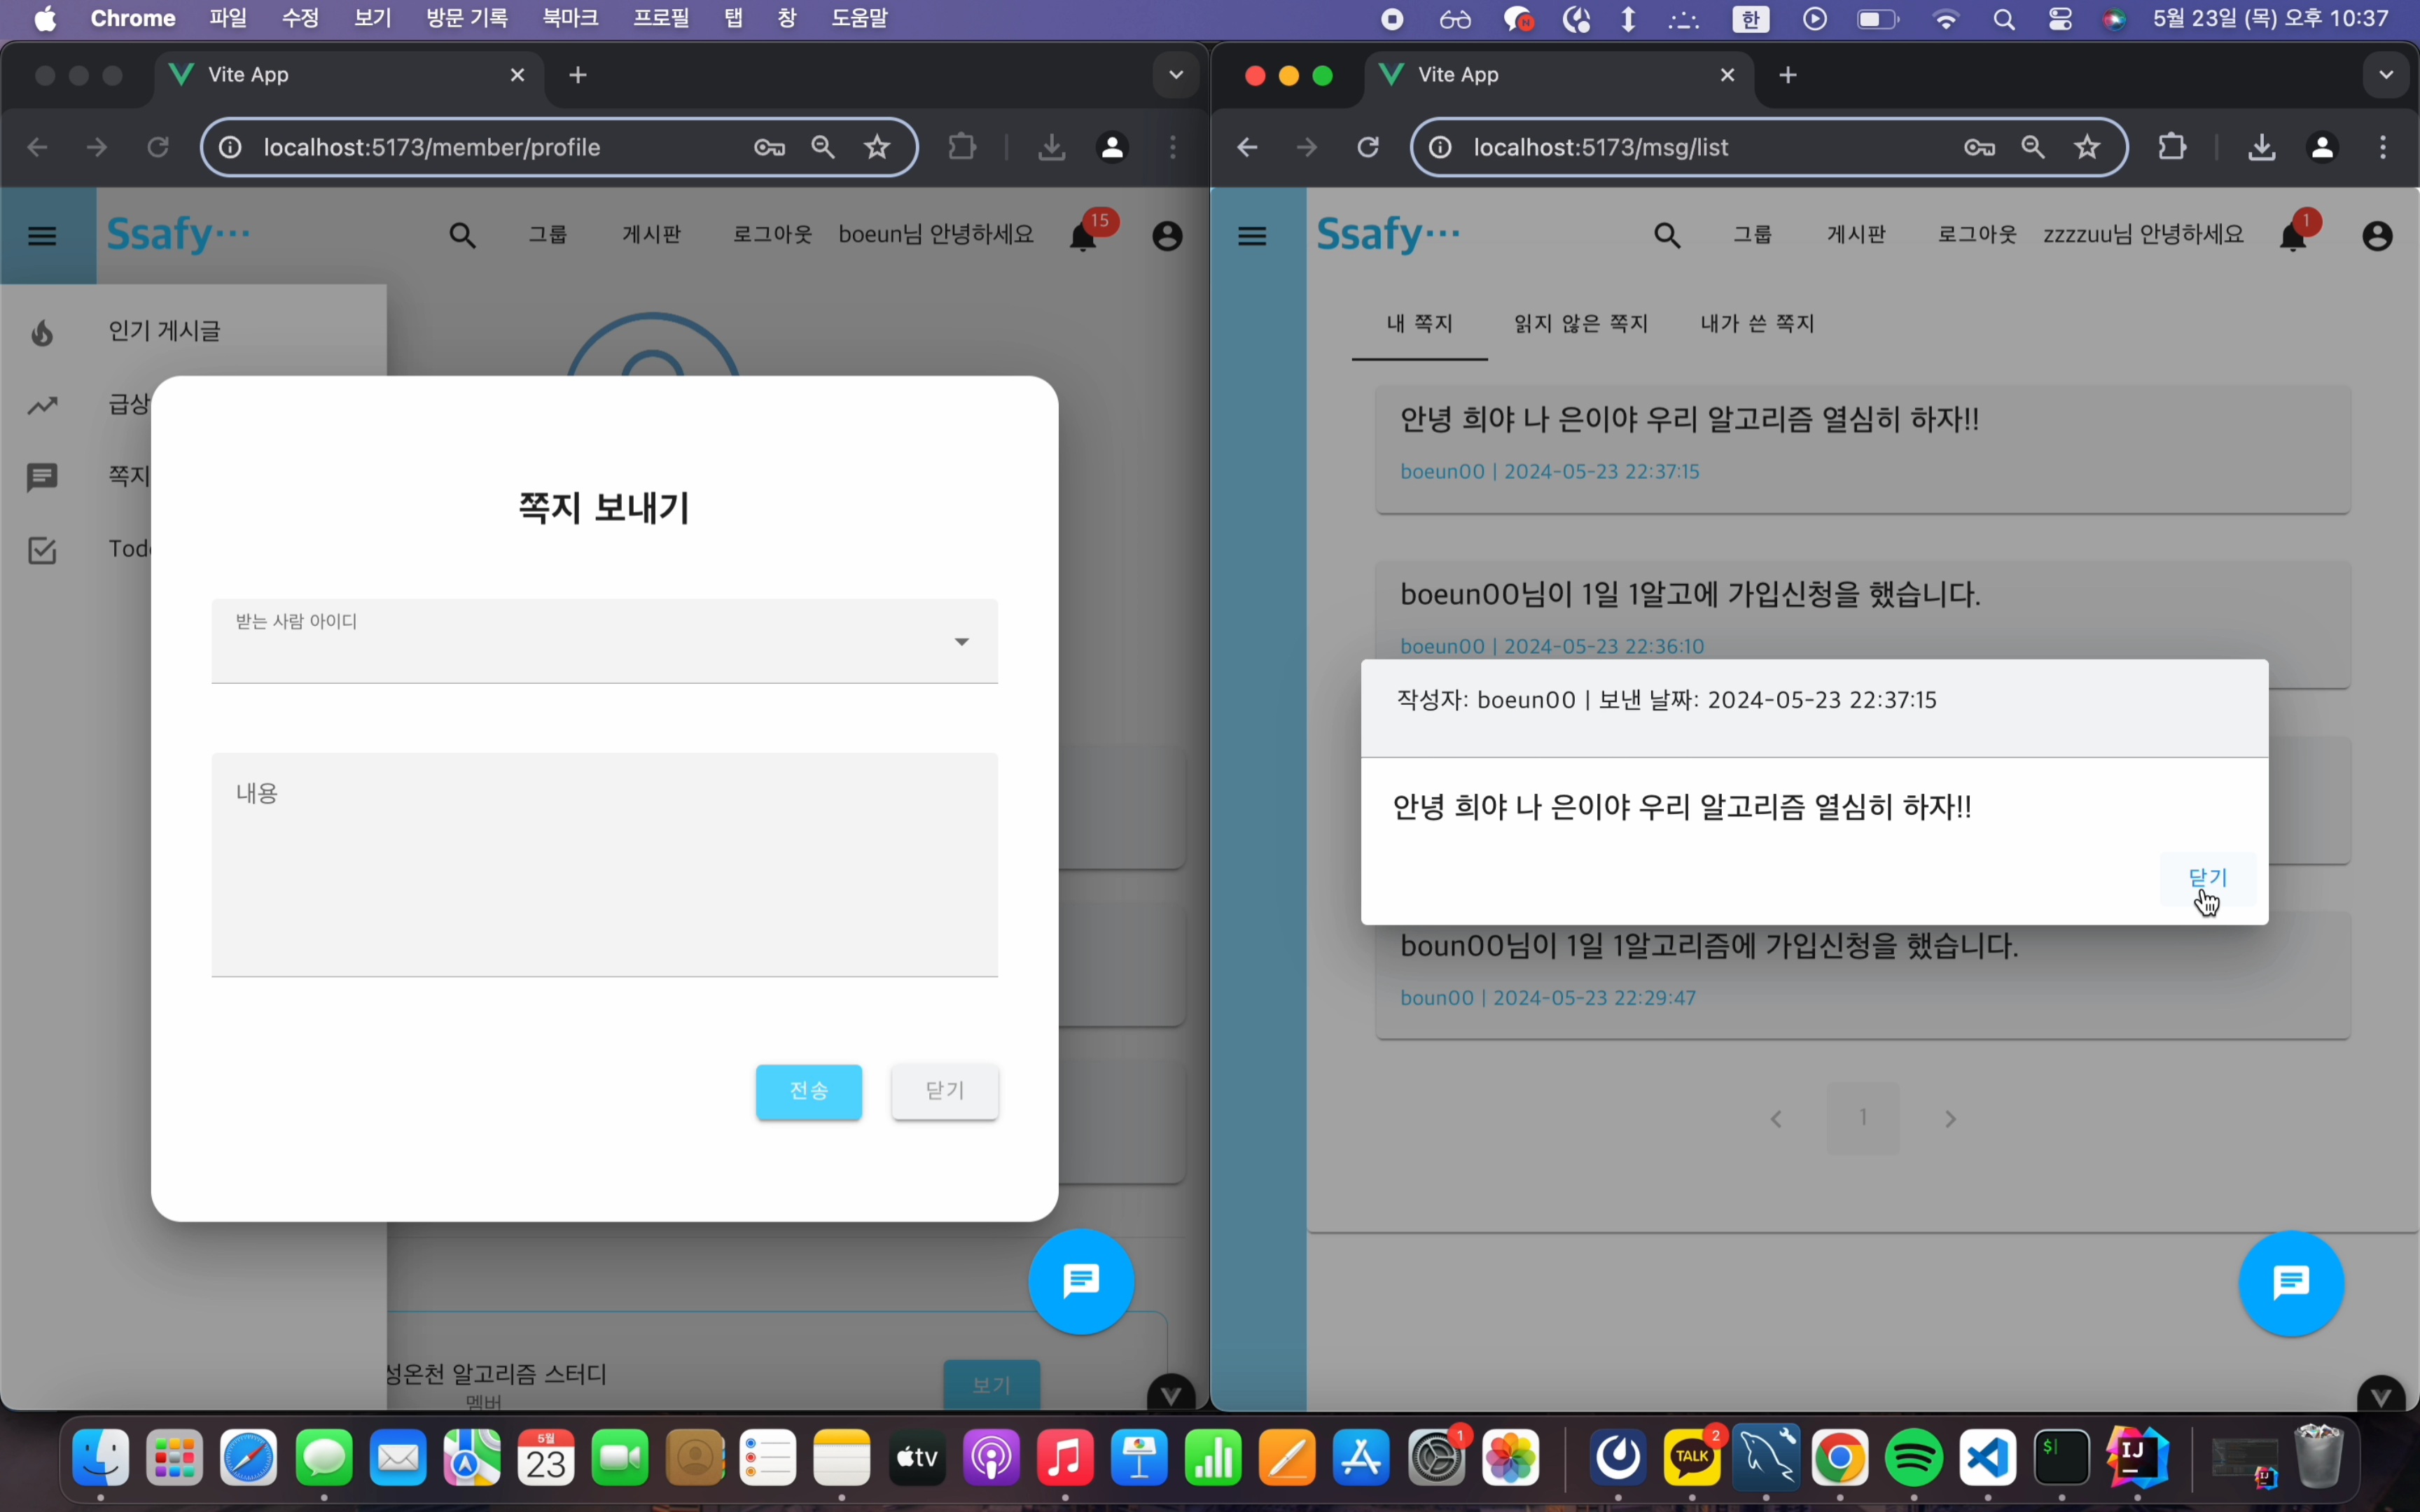 Chrome 파일 수정 보기 방문 기록 북마크 프로필 탭 창 도움말 한 5월 23일 (목) 오후 10:37
Vite App
localhost:5173/member/profile
Ssafy… 그룹 게시판 로그아웃 boeun님 안녕하세요 15
인기 게시글
급상
쪽지
Tod
쪽지 보내기
받는 사람 아이디
내용
전송 닫기
성온천 알고리즘 스터디
멤버
보기
Vite App
localhost:5173/msg/list
Ssafy… 그룹 게시판 로그아웃 zzzzuu님 안녕하세요 1
내 쪽지 읽지 않은 쪽지 내가 쓴 쪽지
안녕 희야 나 은이야 우리 알고리즘 열심히 하자!!
boeun00 | 2024-05-23 22:37:15
boeun00님이 1일 1알고에 가입신청을 했습니다.
boeun00 | 2024-05-23 22:36:10
작성자: boeun00 | 보낸 날짜: 2024-05-23 22:37:15
안녕 희야 나 은이야 우리 알고리즘 열심히 하자!!
닫기
boun00님이 1일 1알고리즘에 가입신청을 했습니다.
boun00 | 2024-05-23 22:29:47
1
5월
23
tv
1
TALK
2
$
IJ